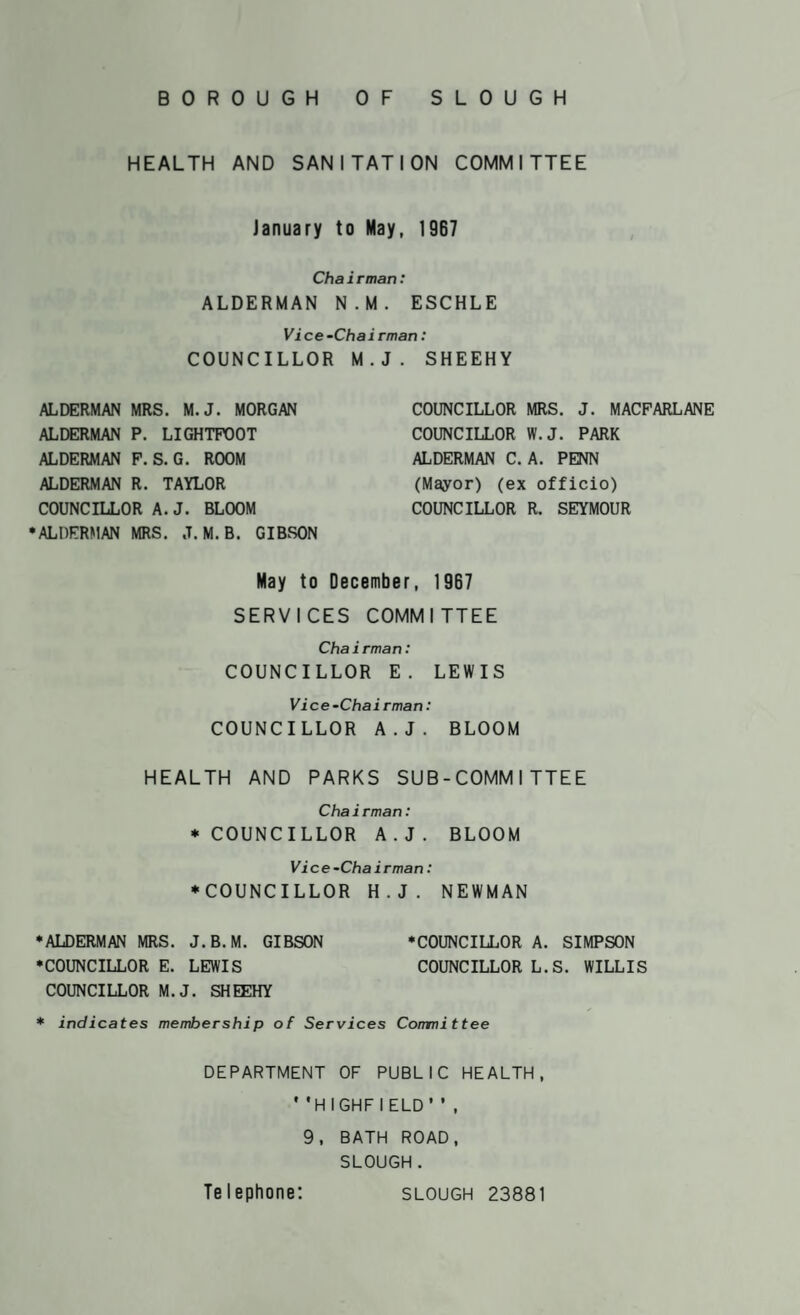 BOROUGH OF SLOUGH
HEALTH AND SANITATION COMMITTEE
January to May, 1967
Chairman:
ALDERMAN N.M. ESCHLE
Vice-Chairman:
COUNCILLOR M.J. SHEEHY
ALDERMAN MRS. M.J. MORGAN
ALDERMAN P. LIGHTFOOT
ALDERMAN F.S.G. ROOM
ALDERMAN R. TAYLOR
COUNCILLOR A.J. BLOOM
*ALDERMAN MRS. J.M.B. GIBSON
COUNCILLOR MRS. J. MACFARLANE
COUNCILLOR W.J. PARK
ALDERMAN C.A. PENN
(Mayor) (ex officio)
COUNCILLOR R. SEYMOUR
May to December, 1967
SERVICES COMMITTEE
Chairman:
COUNCILLOR E. LEWIS
Vice-Chairman:
COUNCILLOR A.J. BLOOM
HEALTH AND PARKS SUB-COMMITTEE
Chairman:
* COUNCILLOR A.J. BLOOM
Vice-Chairman:
*COUNCILLOR H.J. NEWMAN
*ALDERMAN MRS. J.B.M. GIBSON
*COUNCILLOR E. LEWIS
COUNCILLOR M.J. SHEEHY
*COUNCILLOR A. SIMPSON
COUNCILLOR L.S. WILLIS
* indicates membership of Services Committee
DEPARTMENT OF PUBLIC HEALTH,
''HIGHFIELD'',
9, BATH ROAD,
SLOUGH.
Telephone: SLOUGH 23881